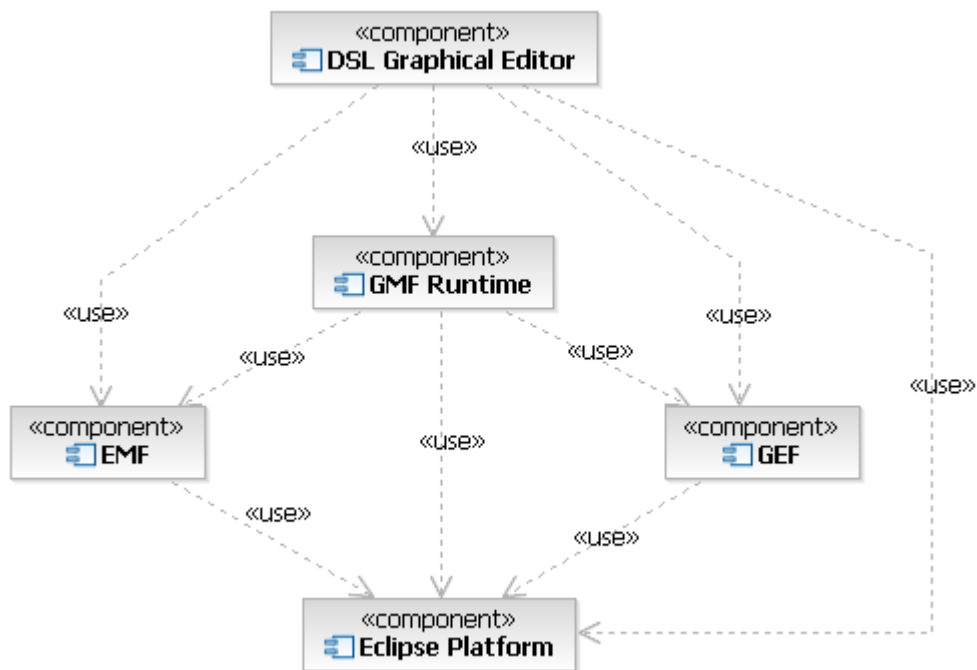 «component»
DSL Graphical Editor
«use»
«component»
GMF Runtime
«use»
«use»
«use»
«use»
«use»
«component»
EMF
«use»
«component»
GEF
«use»
«use»
«component»
Eclipse Platform